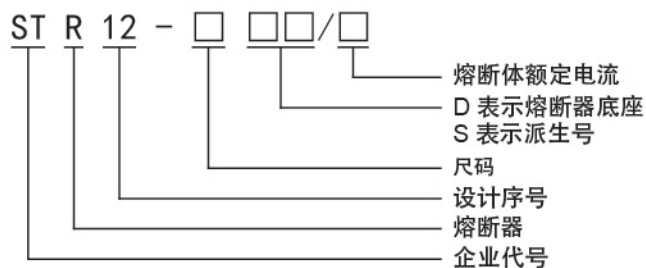 ST R 12 - □ □□/□
熔断体额定电流
D 表示熔断器底座
S 表示派生号
尺码
设计序号
熔断器
企业代号